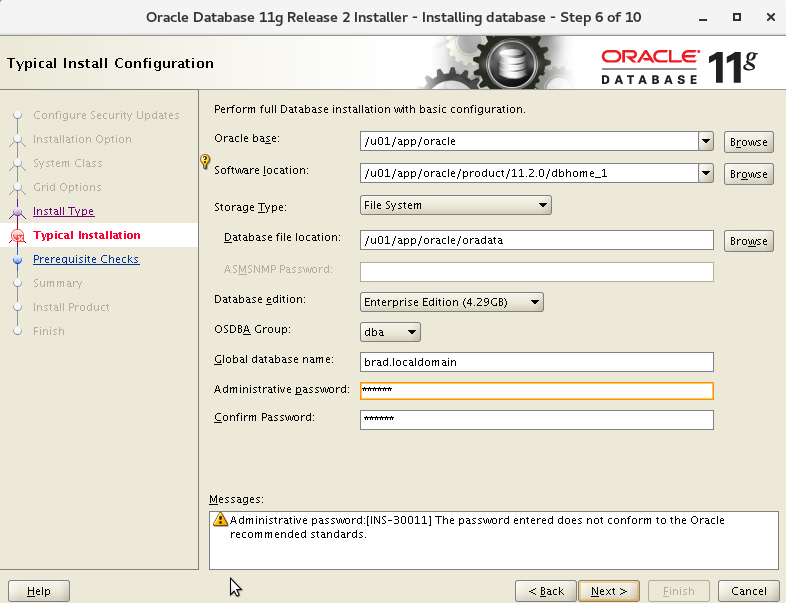 Oracle Database 11g Release 2 Installer - Installing database - Step 6 of 10
Typical Install Configuration
ORACLE
DATABASE 11g
Configure Security Updates
Installation Option
System Class
Grid Options
Install Type
Typical Installation
Prerequisite Checks
Summary
Install Product
Finish
Perform full Database installation with basic configuration.
Oracle base: /u01/app/oracle Browse
Software location: /u01/app/oracle/product/11.2.0/dbhome_1 Browse
Storage Type: File System
Database file location: /u01/app/oracle/oradata Browse
ASMSNMP Password:
Database edition: Enterprise Edition (4.29GB)
OSDBA Group: dba
Global database name: brad.localdomain
Administrative password: ******
Confirm Password: ******
Messages:
Administrative password:[INS-30011] The password entered does not conform to the Oracle
recommended standards.
Help < Back Next > Finish Cancel